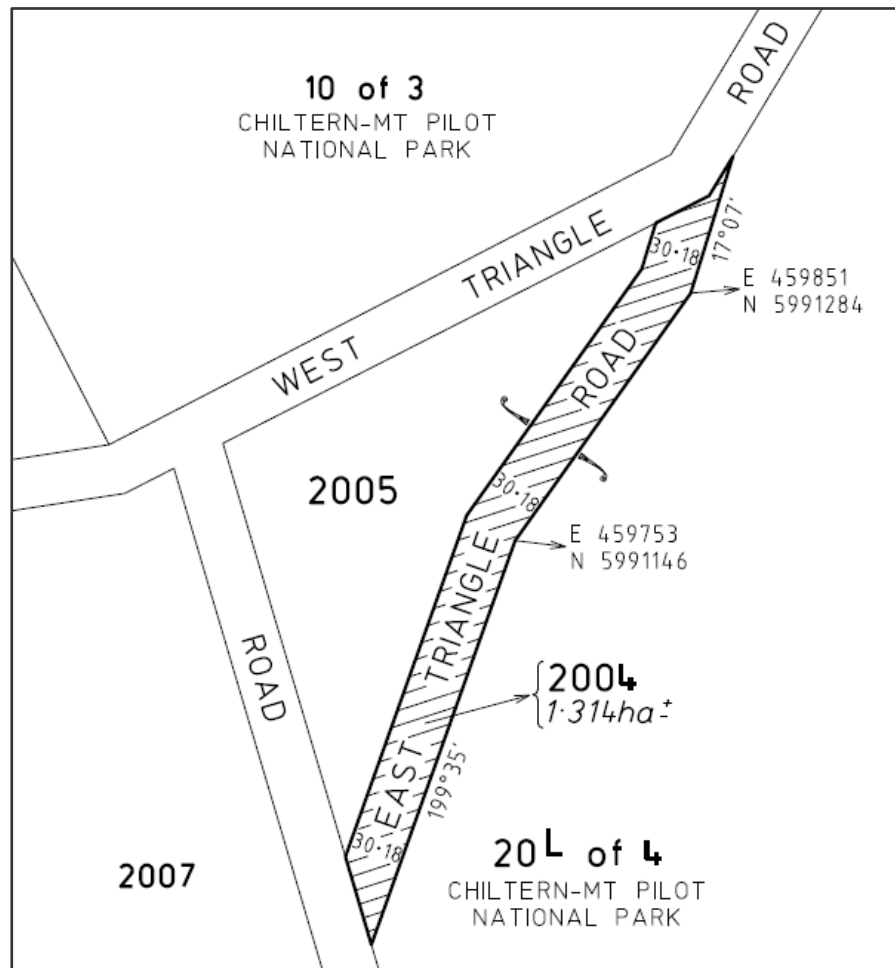 10 of 3
CHILTERN-MT PILOT
NATIONAL PARK
ROAD
WEST TRIANGLE
30·18
17°07'
E 459851
N 5991284
ROAD
2005
30·18
E 459753
N 5991146
TRIANGLE
ROAD
2004
1·314ha±
EAST
199°35'
30·18
2007
20L of 4
CHILTERN-MT PILOT
NATIONAL PARK